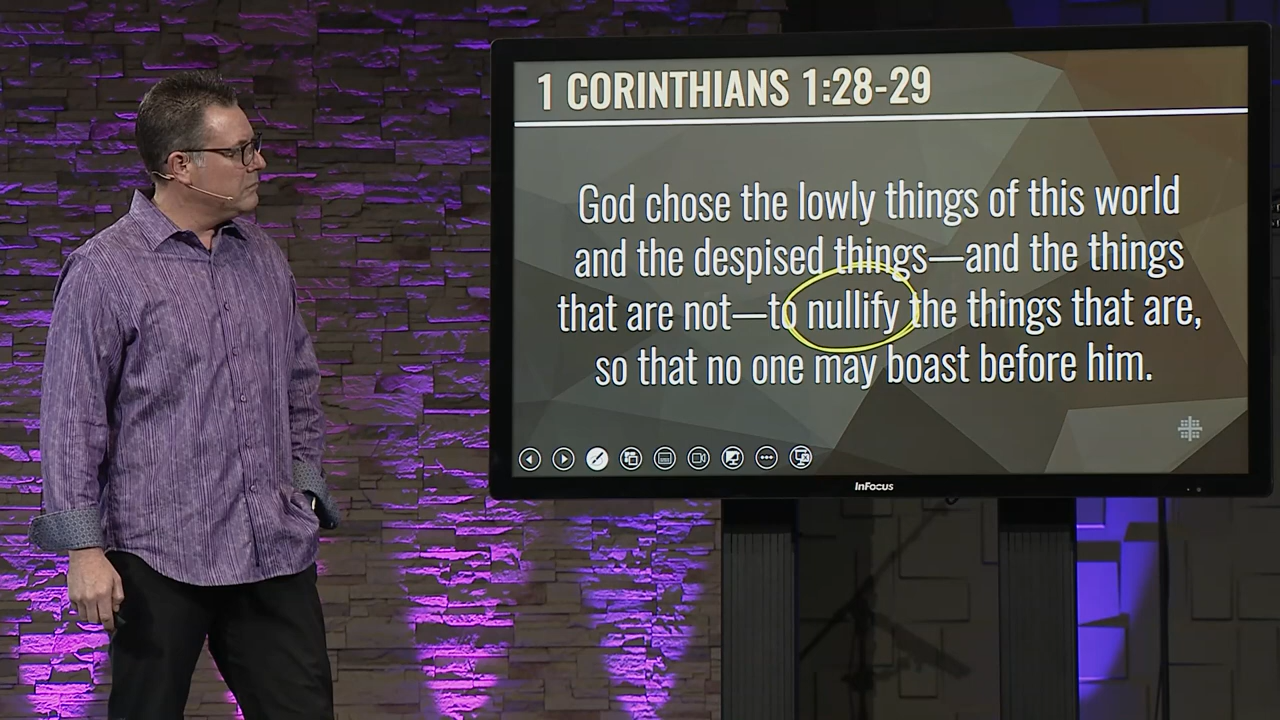 1 CORINTHIANS 1:28-29
God chose the lowly things of this world
and the despised things—and the things
that are not—to nullify the things that are,
so that no one may boast before him.
InFocus